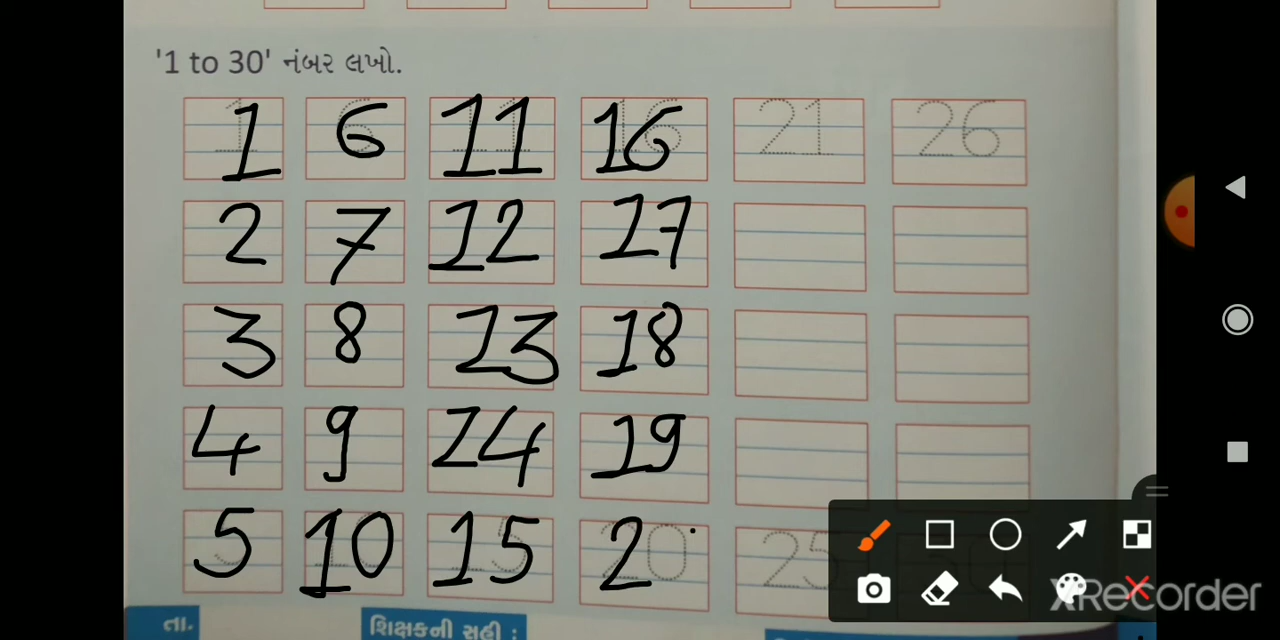 '1 to 30' નંબર લખો.
1 6 11 16 21 26
2 7 12 17
3 8 13 18
4 9 14 19
5 10 15 20 25
તા. શિક્ષકની સહી :
XRecorder